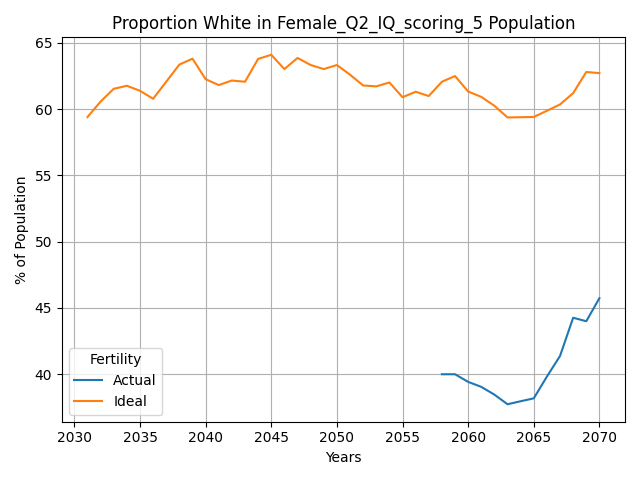 Proportion White in Female_Q2_IQ_scoring_5 Population
65
60
55
50
45
40
% of Population
Fertility
Actual
Ideal
2030 2035 2040 2045 2050 2055 2060 2065 2070
Years